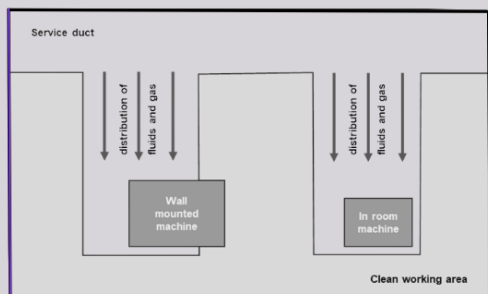 Service duct
distribution of
fluids and gas
distribution of
fluids and gas
Wall
mounted
machine
In room
machine
Clean working area